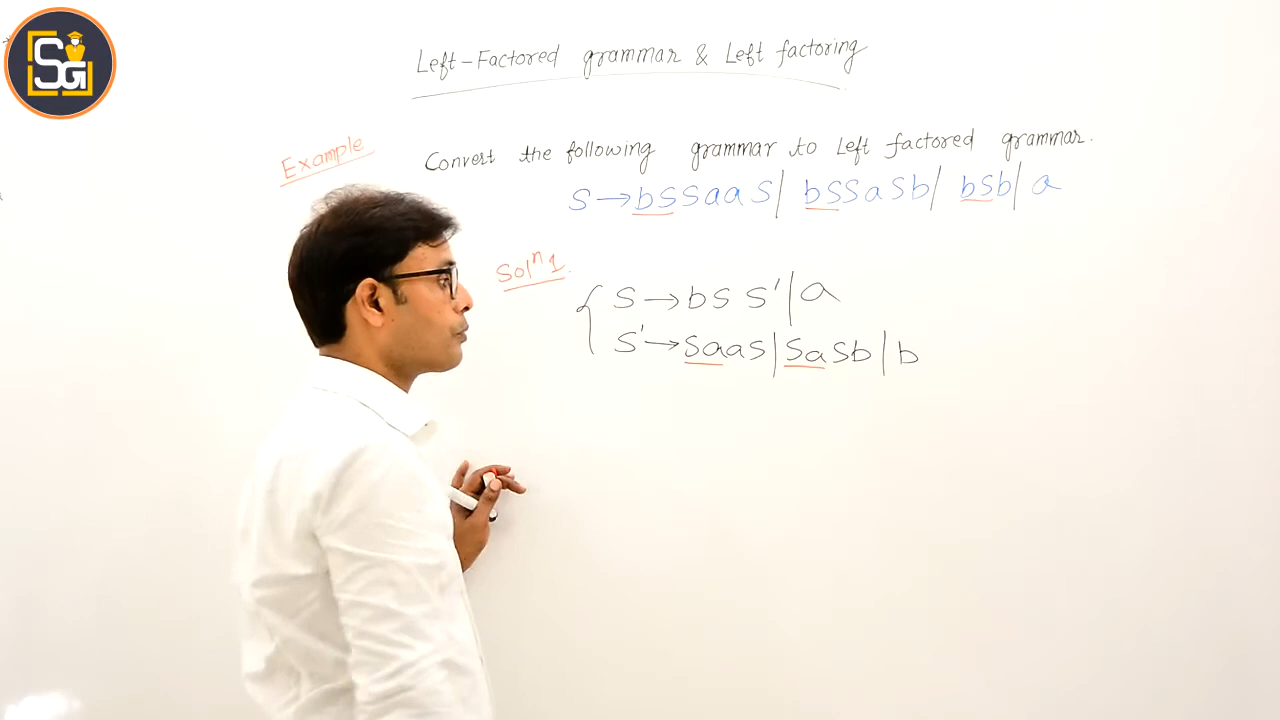 SG
Left-Factored grammar & Left factoring
Example
Convert the following grammar to Left factored grammar.
S → bSSaaS | bSSaSb | bSb | a
Solⁿ 1.
S → bSS' | a
S' → SaaS | SaSb | b